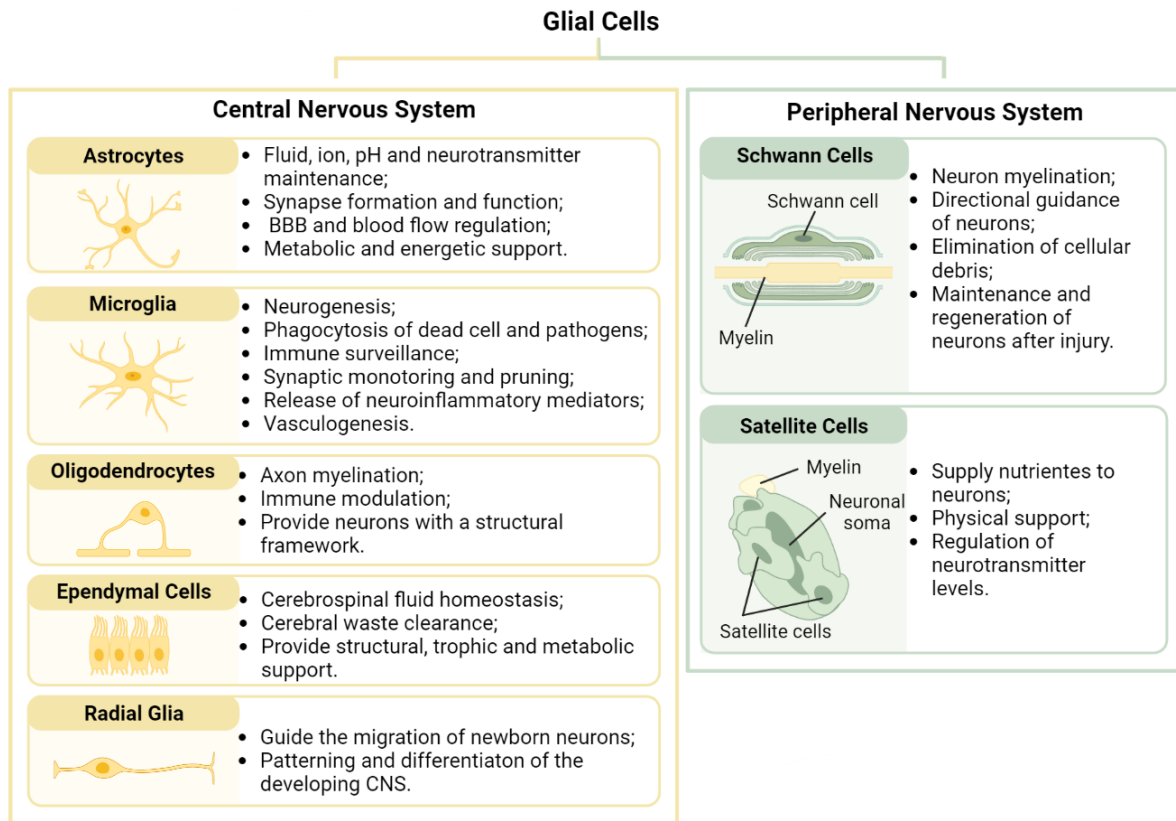 Glial Cells
Central Nervous System
Astrocytes
• Fluid, ion, pH and neurotransmitter
maintenance;
• Synapse formation and function;
• BBB and blood flow regulation;
• Metabolic and energetic support.
Microglia
• Neurogenesis;
• Phagocytosis of dead cell and pathogens;
• Immune surveillance;
• Synaptic monotoring and pruning;
• Release of neuroinflammatory mediators;
• Vasculogenesis.
Oligodendrocytes
• Axon myelination;
• Immune modulation;
• Provide neurons with a structural
framework.
Ependymal Cells
• Cerebrospinal fluid homeostasis;
• Cerebral waste clearance;
• Provide structural, trophic and metabolic
support.
Radial Glia
• Guide the migration of newborn neurons;
• Patterning and differentiaton of the
developing CNS.
Peripheral Nervous System
Schwann Cells
Schwann cell
Myelin
• Neuron myelination;
• Directional guidance
of neurons;
• Elimination of cellular
debris;
• Maintenance and
regeneration of
neurons after injury.
Satellite Cells
Myelin
Neuronal
soma
Satellite cells
• Supply nutrientes to
neurons;
• Physical support;
• Regulation of
neurotransmitter
levels.